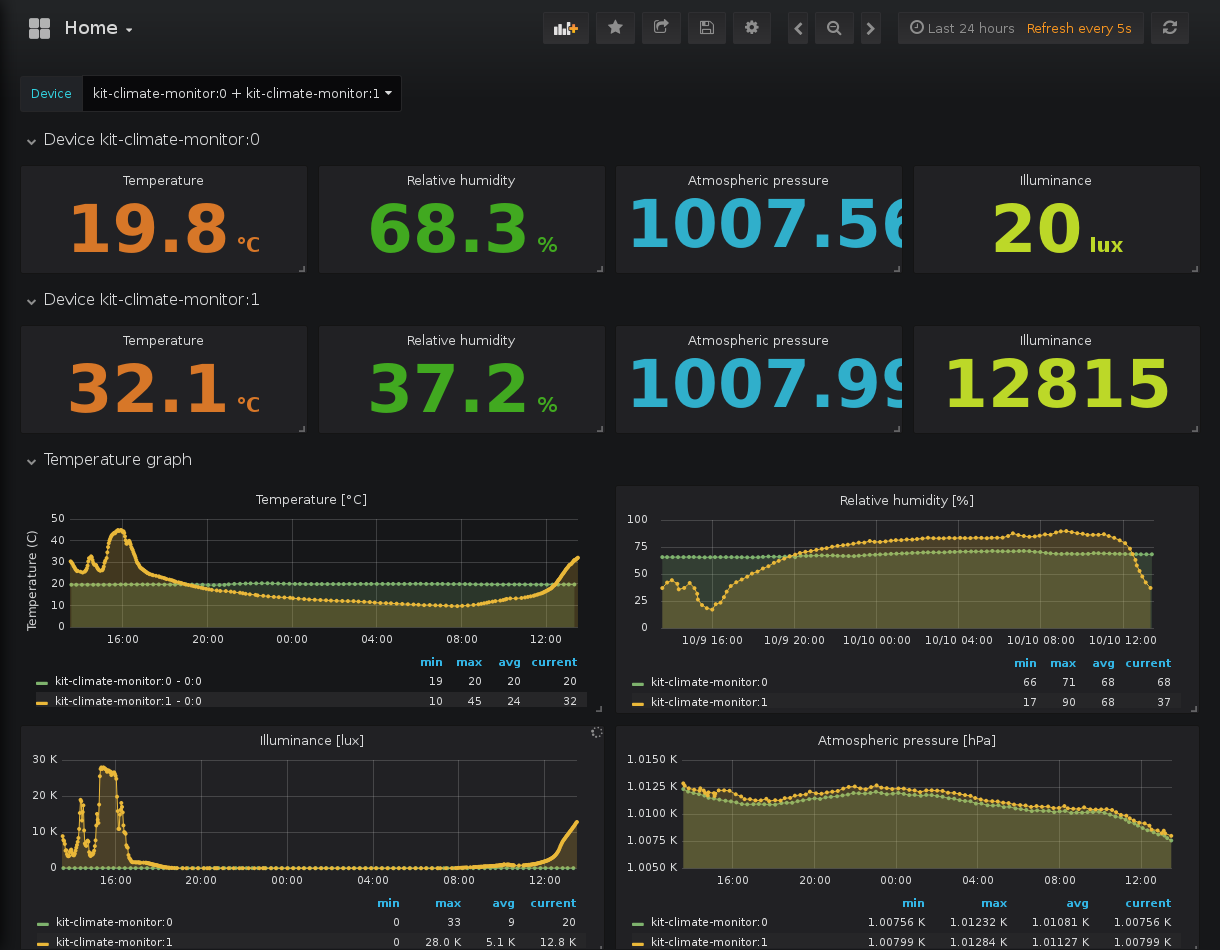 Home
Last 24 hours Refresh every 5s
Device kit-climate-monitor:0 + kit-climate-monitor:1
Device kit-climate-monitor:0
Temperature Relative humidity Atmospheric pressure Illuminance
19.8 °C 68.3 % 1007.56 20 lux
Device kit-climate-monitor:1
Temperature Relative humidity Atmospheric pressure Illuminance
32.1 °C 37.2 % 1007.99 12815
Temperature graph
Temperature [°C]
Temperature (C)
50
40
30
20
10
0
16:00 20:00 00:00 04:00 08:00 12:00
min max avg current
kit-climate-monitor:0 - 0:0 19 20 20 20
kit-climate-monitor:1 - 0:0 10 45 24 32
Relative humidity [%]
100
75
50
25
0
10/9 16:00 10/9 20:00 10/10 00:00 10/10 04:00 10/10 08:00 10/10 12:00
min max avg current
kit-climate-monitor:0 66 71 68 68
kit-climate-monitor:1 17 90 68 37
Illuminance [lux]
30 K
20 K
10 K
0
16:00 20:00 00:00 04:00 08:00 12:00
min max avg current
kit-climate-monitor:0 0 33 9 20
kit-climate-monitor:1 0 28.0 K 5.1 K 12.8 K
Atmospheric pressure [hPa]
1.0150 K
1.0125 K
1.0100 K
1.0075 K
1.0050 K
16:00 20:00 00:00 04:00 08:00 12:00
min max avg current
kit-climate-monitor:0 1.00756 K 1.01232 K 1.01081 K 1.00756 K
kit-climate-monitor:1 1.00799 K 1.01284 K 1.01127 K 1.00799 K